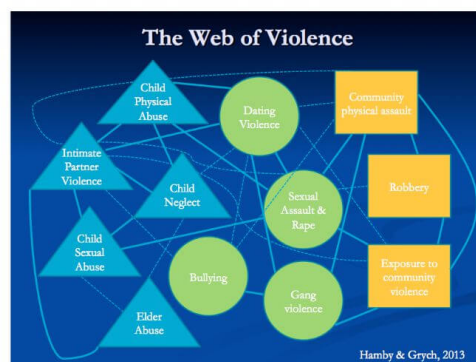 The Web of Violence
Child
Physical
Abuse
Dating
Violence
Community
physical assault
Intimate
Partner
Violence
Child
Neglect
Sexual
Assault &
Rape
Robbery
Child
Sexual
Abuse
Bullying
Gang
violence
Exposure to
community
violence
Elder
Abuse
Hamby & Grych, 2013